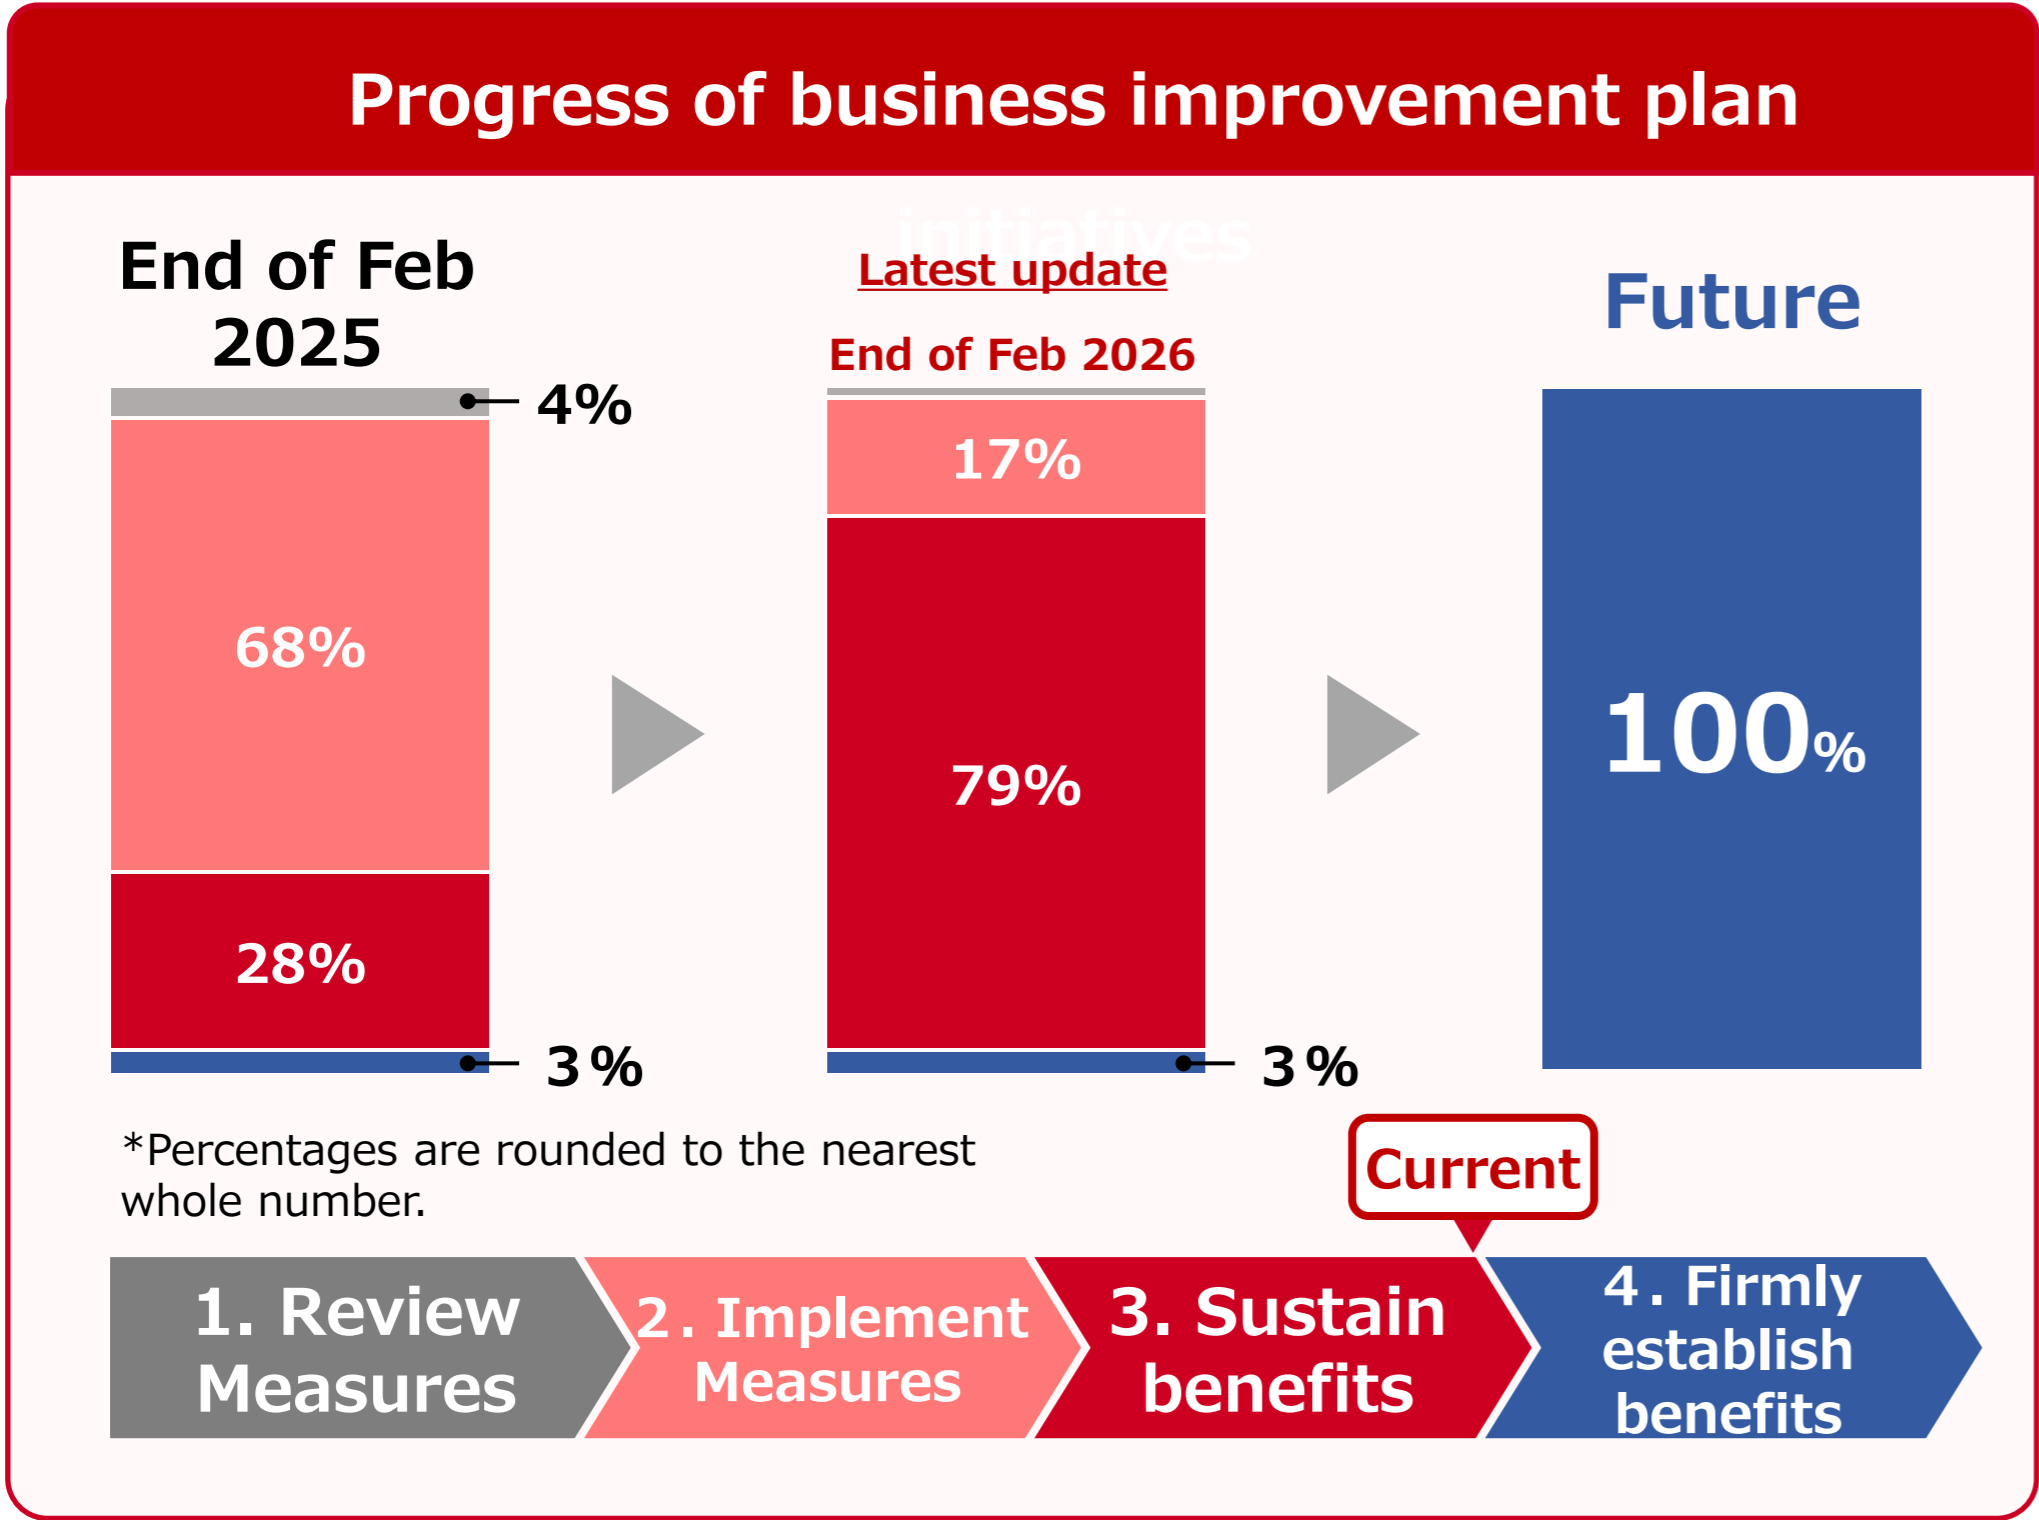 Progress of business improvement plan
initiatives
End of Feb
2025
Latest update
End of Feb 2026
Future
4%
68%
28%
3%
17%
79%
3%
100%
*Percentages are rounded to the nearest
whole number.
Current
1. Review
Measures
2. Implement
Measures
3. Sustain
benefits
4. Firmly
establish
benefits